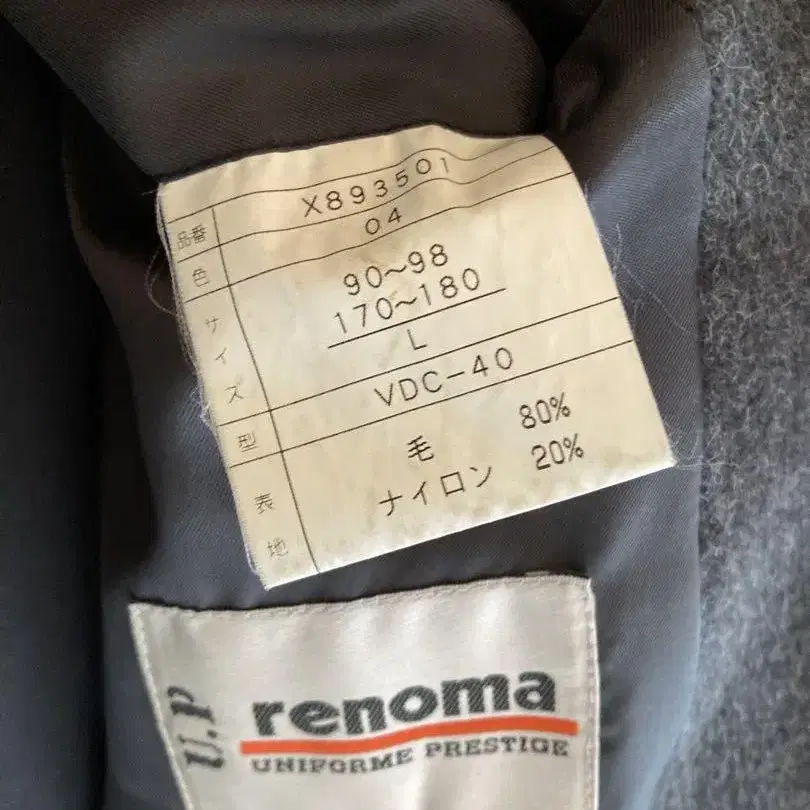 品番 X893501
色 04
サイズ 90~98
170~180
L
型 VDC-40
表地 毛 80%
ナイロン 20%
U.P
renoma
UNIFORME PRESTIGE